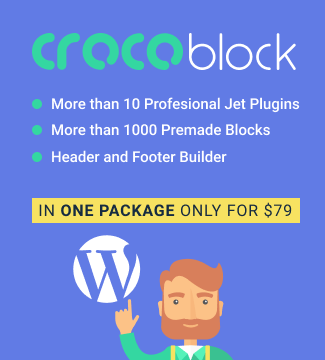 crocoblock
More than 10 Profesional Jet Plugins
More than 1000 Premade Blocks
Header and Footer Builder
IN ONE PACKAGE ONLY FOR $79
W